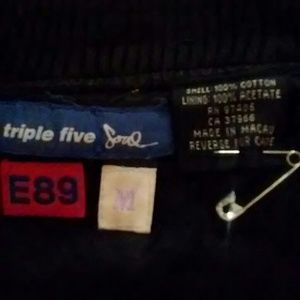 triple five Soul
E89
M
SHELL 100% COTTON
LINING 100% ACETATE
RN 97406
CA 37966
MADE IN MACAU
REVERSE FOR CARE